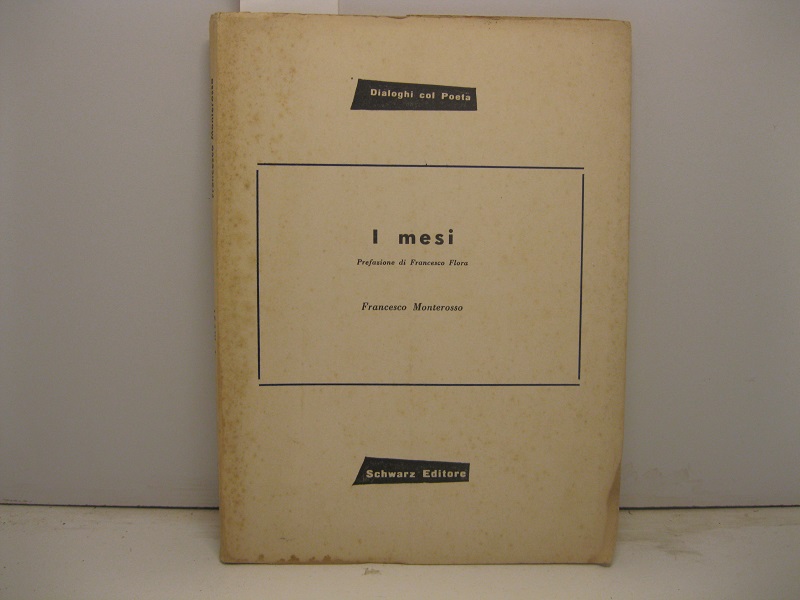 Dialoghi col Poeta
I mesi
Prefazione di Francesco Flora
Francesco Monterosso
Schwarz Editore